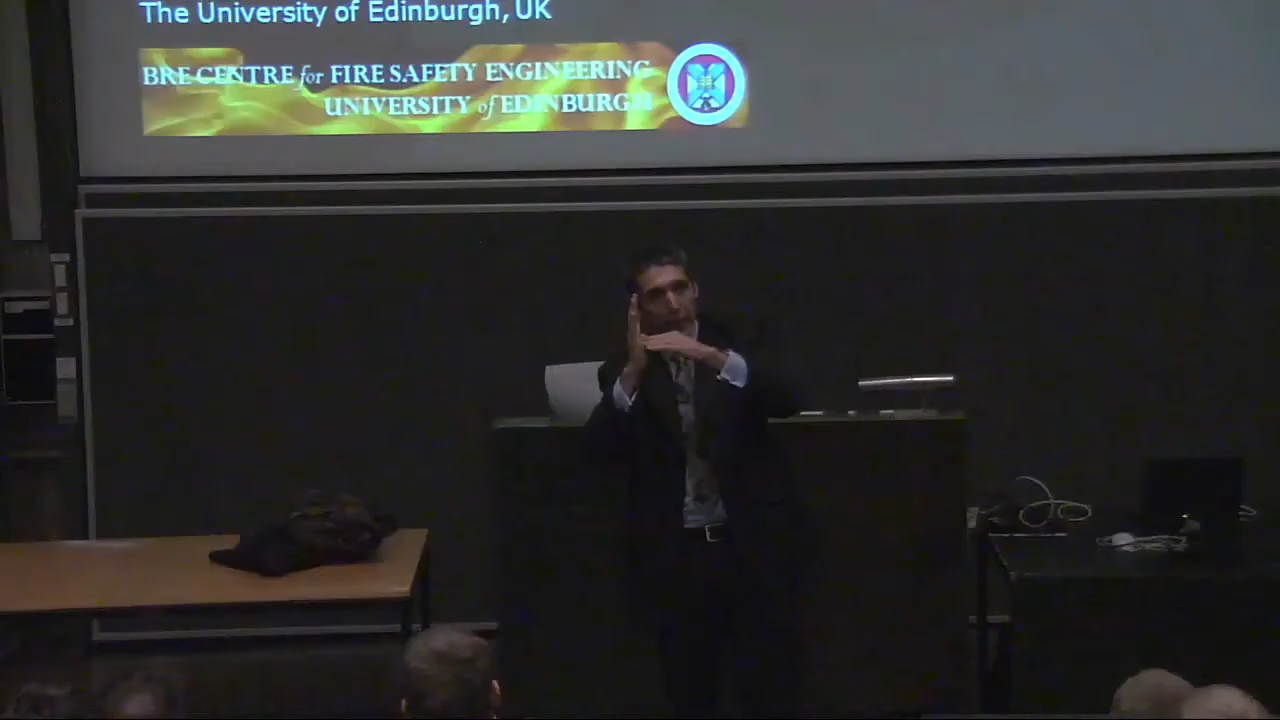 The University of Edinburgh, UK
BRE CENTRE for FIRE SAFETY ENGINEERING
UNIVERSITY of EDINBURGH